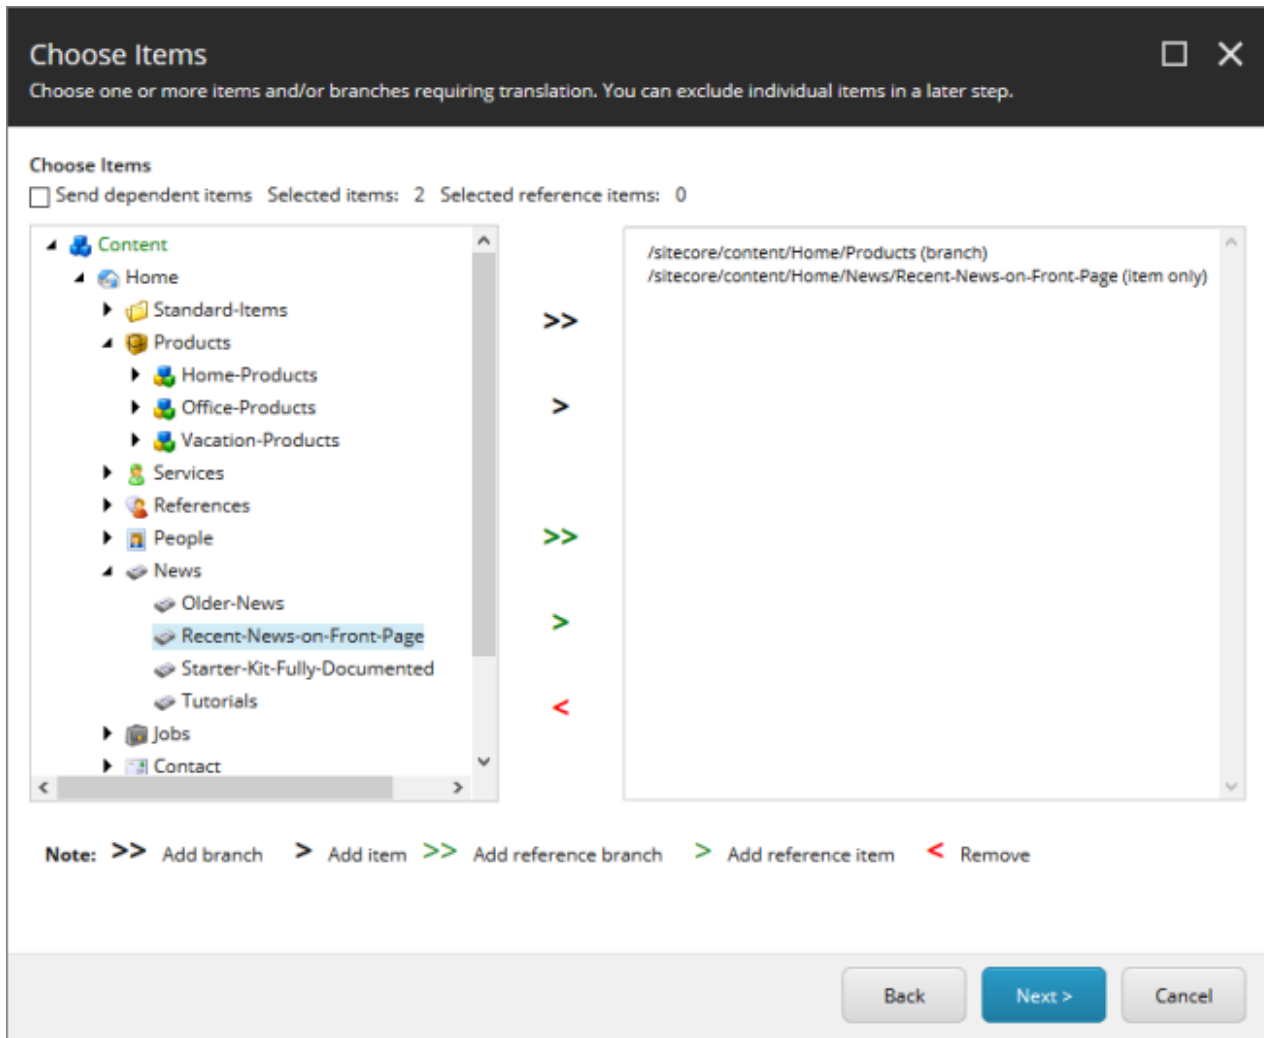 Choose Items
Choose one or more items and/or branches requiring translation. You can exclude individual items in a later step.
Choose Items
Send dependent items Selected items: 2 Selected reference items: 0
Content
Home
Standard-Items
Products
Home-Products
Office-Products
Vacation-Products
Services
References
People
News
Older-News
Recent-News-on-Front-Page
Starter-Kit-Fully-Documented
Tutorials
Jobs
Contact
>>
>
>>
>
<
/sitecore/content/Home/Products (branch)
/sitecore/content/Home/News/Recent-News-on-Front-Page (item only)
Note: >> Add branch > Add item >> Add reference branch > Add reference item < Remove
Back Next > Cancel